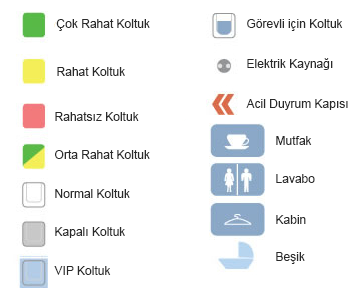 Çok Rahat Koltuk
Rahat Koltuk
Rahatsız Koltuk
Orta Rahat Koltuk
Normal Koltuk
Kapalı Koltuk
VIP Koltuk
Görevli için Koltuk
Elektrik Kaynağı
Acil Duyrum Kapısı
Mutfak
Lavabo
Kabin
Beşik